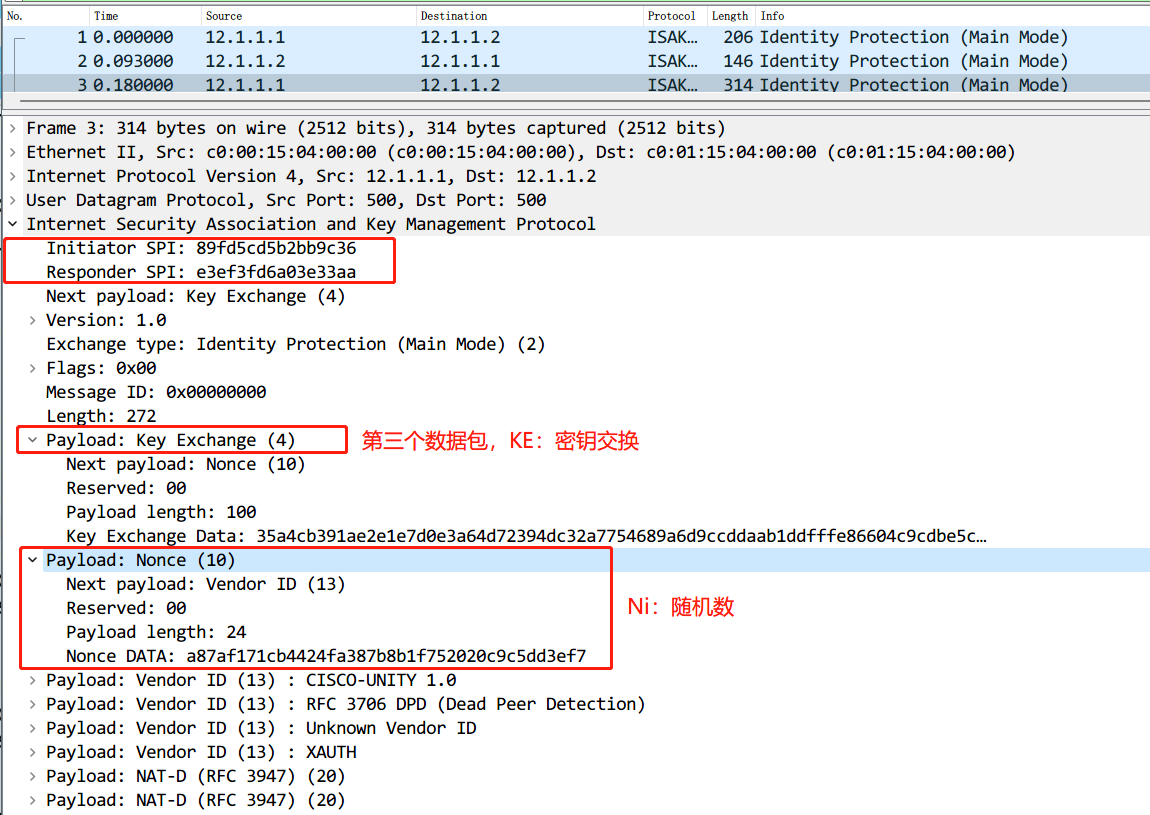 No. Time Source Destination Protocol Length Info
1 0.000000 12.1.1.1 12.1.1.2 ISAK… 206 Identity Protection (Main Mode)
2 0.093000 12.1.1.2 12.1.1.1 ISAK… 146 Identity Protection (Main Mode)
3 0.180000 12.1.1.1 12.1.1.2 ISAK… 314 Identity Protection (Main Mode)
Frame 3: 314 bytes on wire (2512 bits), 314 bytes captured (2512 bits)
Ethernet II, Src: c0:00:15:04:00:00 (c0:00:15:04:00:00), Dst: c0:01:15:04:00:00 (c0:01:15:04:00:00)
Internet Protocol Version 4, Src: 12.1.1.1, Dst: 12.1.1.2
User Datagram Protocol, Src Port: 500, Dst Port: 500
Internet Security Association and Key Management Protocol
Initiator SPI: 89fd5cd5b2bb9c36
Responder SPI: e3ef3fd6a03e33aa
Next payload: Key Exchange (4)
Version: 1.0
Exchange type: Identity Protection (Main Mode) (2)
Flags: 0x00
Message ID: 0x00000000
Length: 272
Payload: Key Exchange (4) 第三个数据包，KE：密钥交换
Next payload: Nonce (10)
Reserved: 00
Payload length: 100
Key Exchange Data: 35a4cb391ae2e1e7d0e3a64d72394dc32a7754689a6d9ccddaab1ddfffe86604c9cdbe5c…
Payload: Nonce (10)
Next payload: Vendor ID (13)
Reserved: 00 Ni：随机数
Payload length: 24
Nonce DATA: a87af171cb4424fa387b8b1f752020c9c5dd3ef7
Payload: Vendor ID (13) : CISCO-UNITY 1.0
Payload: Vendor ID (13) : RFC 3706 DPD (Dead Peer Detection)
Payload: Vendor ID (13) : Unknown Vendor ID
Payload: Vendor ID (13) : XAUTH
Payload: NAT-D (RFC 3947) (20)
Payload: NAT-D (RFC 3947) (20)